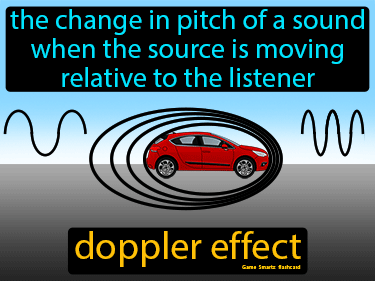 the change in pitch of a sound
when the source is moving
relative to the listener
doppler effect
Game Smartz flashcard